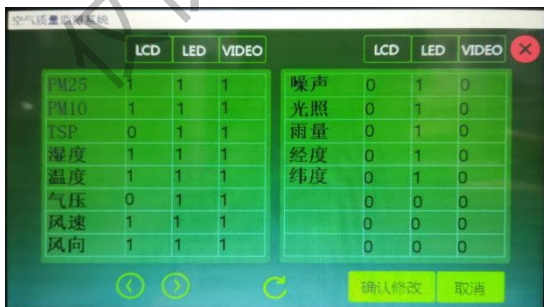 空气质量监测系统
LCD LED VIDEO LCD LED VIDEO
PM25 1 1 1 噪声 0 1 0
PM10 1 1 1 光照 0 1 0
TSP 0 1 1 雨量 0 1 0
湿度 1 1 1 经度 0 1 0
温度 1 1 1 纬度 0 1 0
气压 0 1 1 0 0 0
风速 1 1 1 0 0 0
风向 1 1 1 0 0 0
确认修改 取消